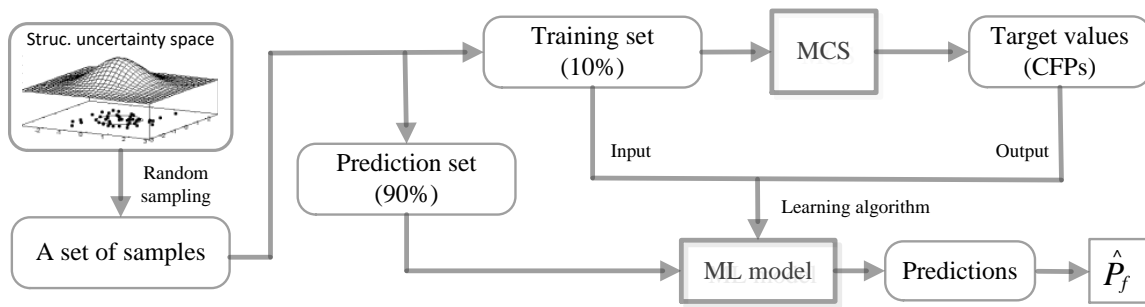 Struc. uncertainty space
Random
sampling
A set of samples
Training set
(10%)
MCS
Target values
(CFPs)
Prediction set
(90%)
Input
Output
Learning algorithm
ML model
Predictions
P̂_f